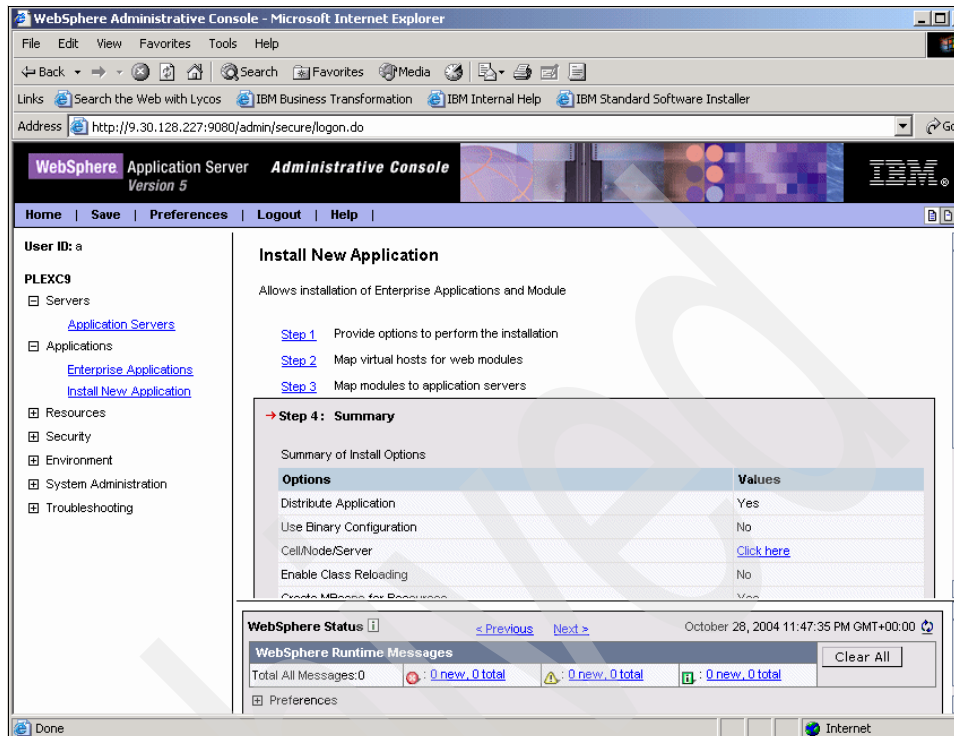 WebSphere Administrative Console - Microsoft Internet Explorer
File Edit View Favorites Tools Help
Back Search Favorites Media
Links Search the Web with Lycos IBM Business Transformation IBM Internal Help IBM Standard Software Installer
Address http://9.30.128.227:9080/admin/secure/logon.do Go
WebSphere Application Server Administrative Console
Version 5
IBM®
Home | Save | Preferences | Logout | Help |
User ID: a
PLEXC9
Servers
Application Servers
Applications
Enterprise Applications
Install New Application
Resources
Security
Environment
System Administration
Troubleshooting
Install New Application
Allows installation of Enterprise Applications and Module
Step 1 Provide options to perform the installation
Step 2 Map virtual hosts for web modules
Step 3 Map modules to application servers
Step 4: Summary
Summary of Install Options
Options Values
Distribute Application Yes
Use Binary Configuration No
Cell/Node/Server Click here
Enable Class Reloading No
Create MBeans for Resources Yes
WebSphere Status < Previous Next > October 28, 2004 11:47:35 PM GMT+00:00
WebSphere Runtime Messages Clear All
Total All Messages:0 : 0 new, 0 total : 0 new, 0 total : 0 new, 0 total
Preferences
Done Internet